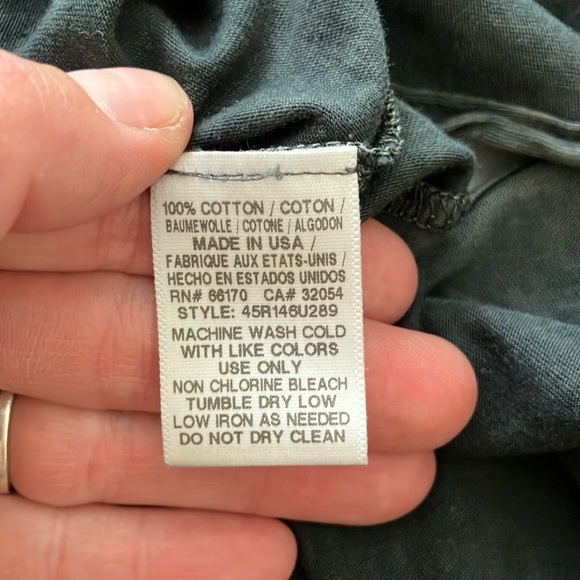 100% COTTON / COTON /
BAUMEWOLLE / COTONE / ALGODON
MADE IN USA /
FABRIQUE AUX ETATS-UNIS /
HECHO EN ESTADOS UNIDOS
RN# 66170 CA# 32054
STYLE: 45R146U289
MACHINE WASH COLD
WITH LIKE COLORS
USE ONLY
NON CHLORINE BLEACH
TUMBLE DRY LOW
LOW IRON AS NEEDED
DO NOT DRY CLEAN